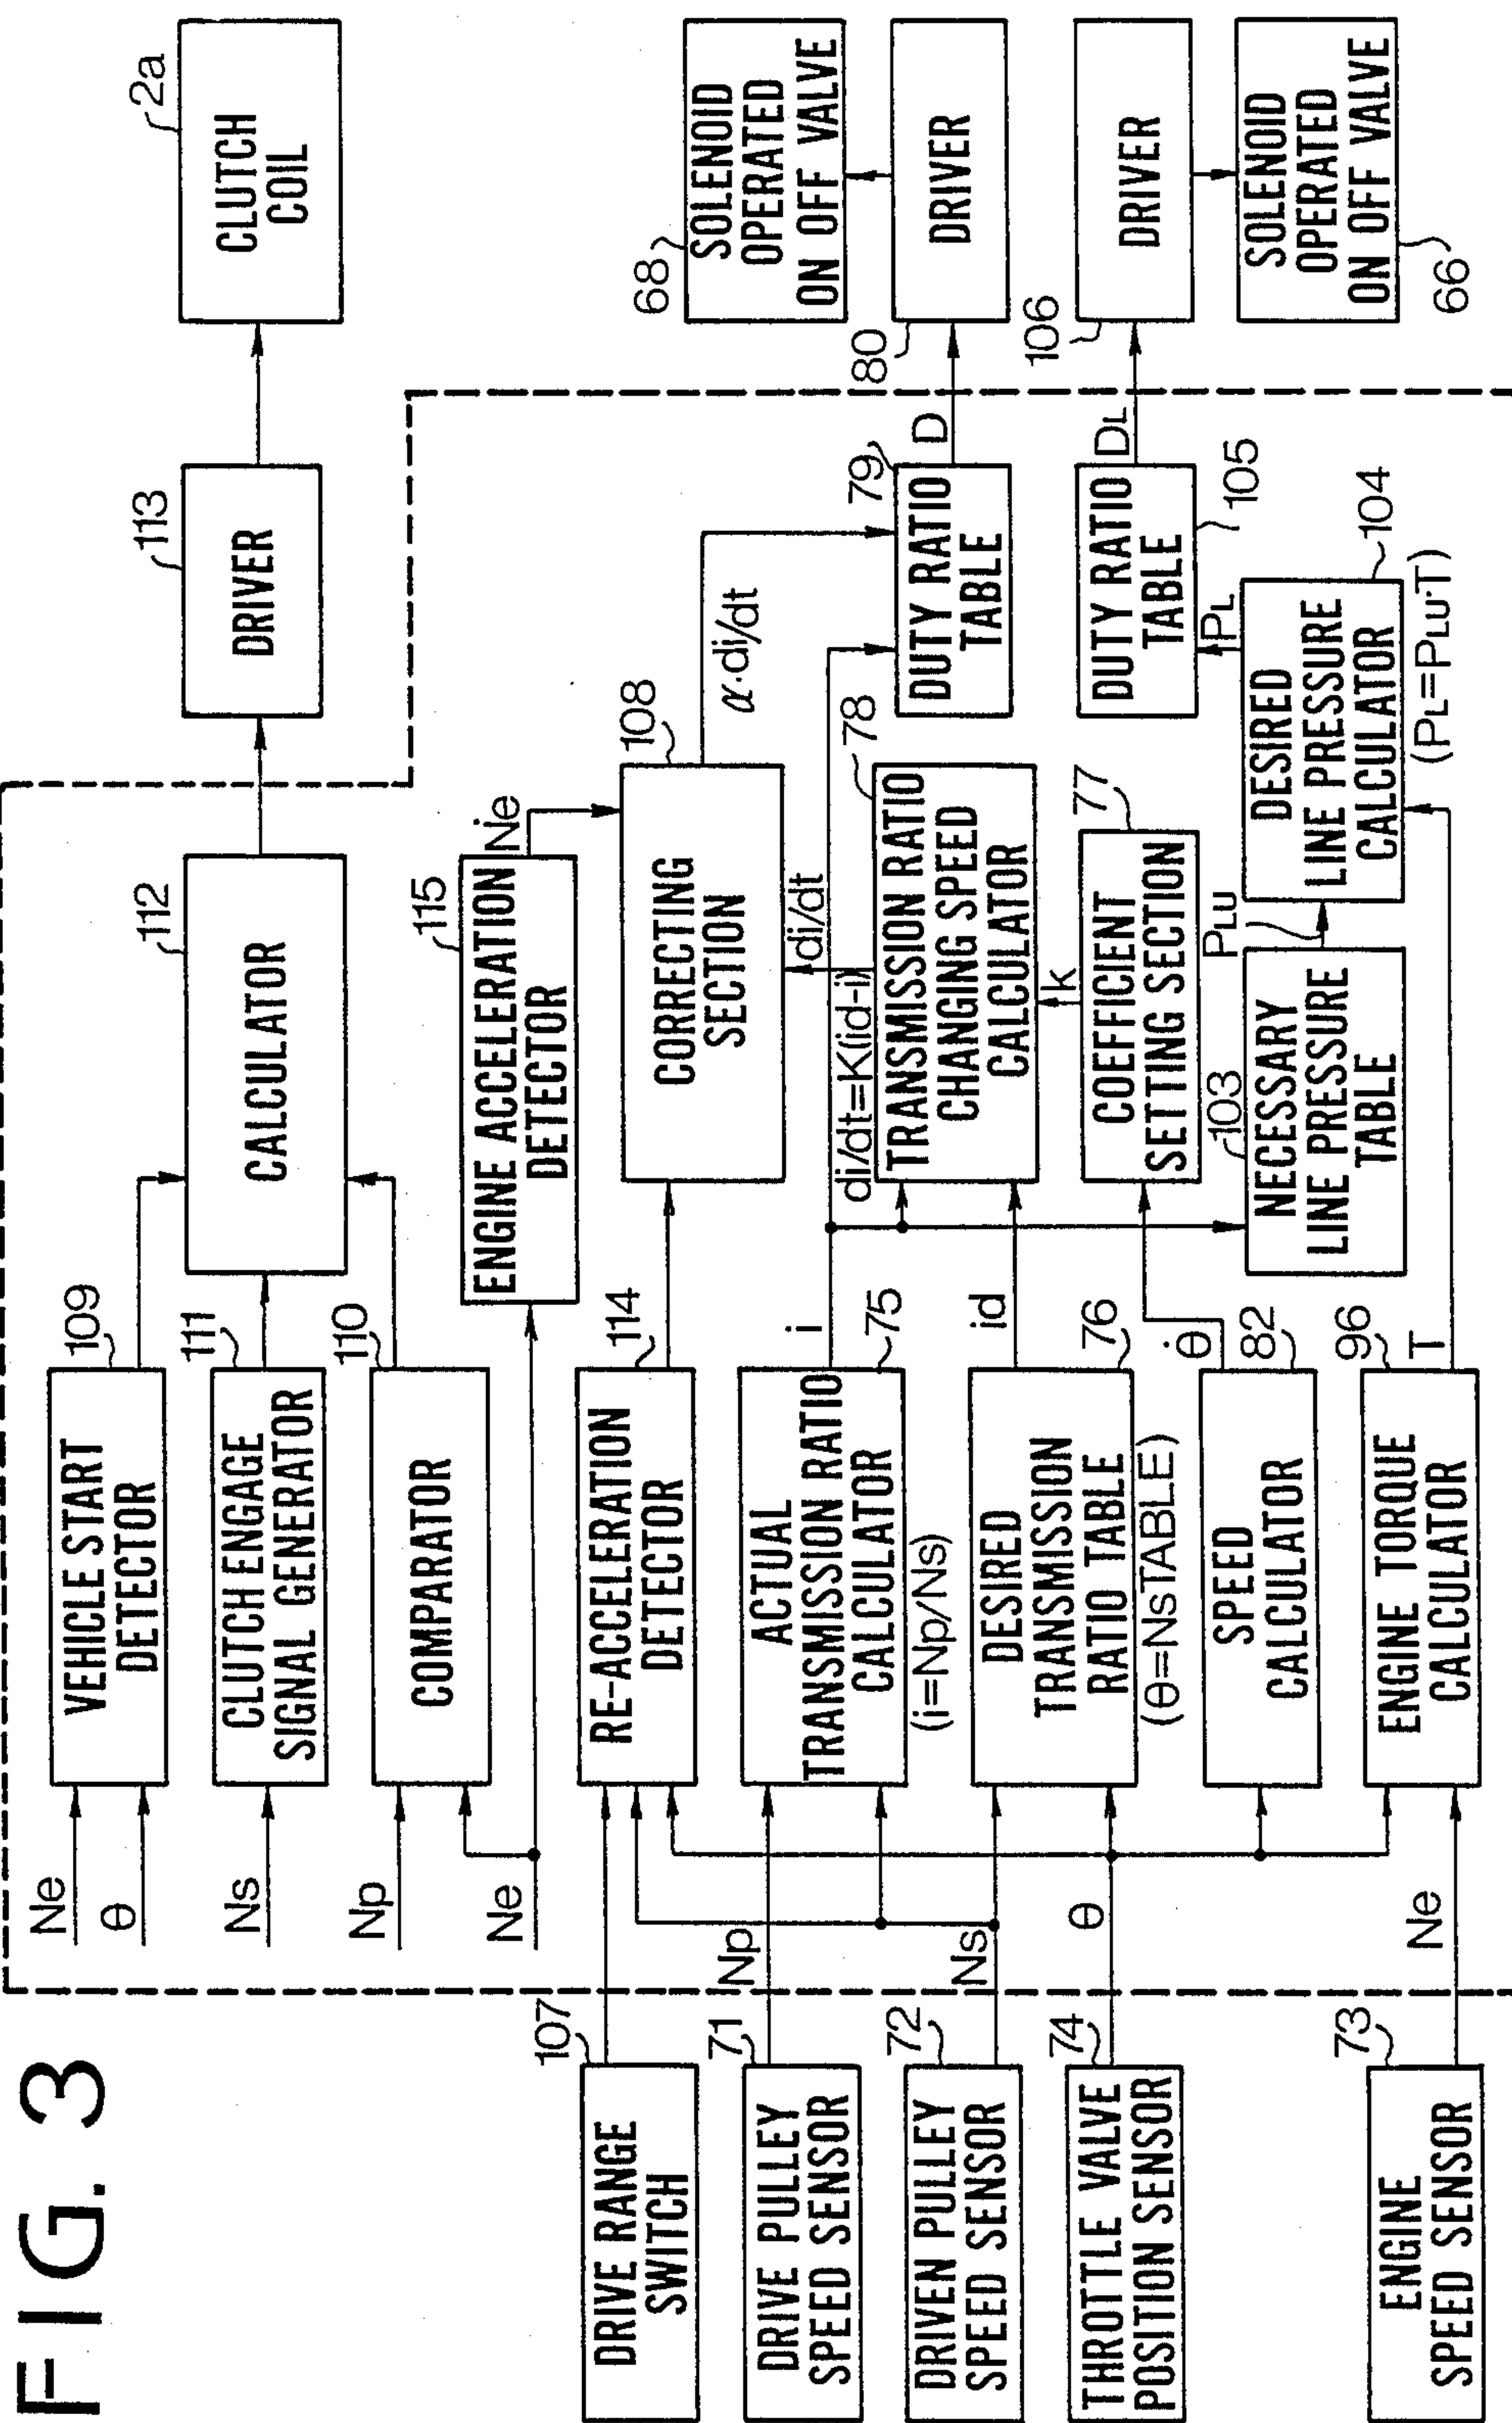 FIG. 3
DRIVE RANGE
SWITCH
107
DRIVE PULLEY
SPEED SENSOR
71
DRIVEN PULLEY
SPEED SENSOR
72
THROTTLE VALVE
POSITION SENSOR
74
ENGINE
SPEED SENSOR
73
Ne
θ
Ns
Np
Ne
Np
Ns
θ
Ne
VEHICLE START
DETECTOR
109
CLUTCH ENGAGE
SIGNAL GENERATOR
111
COMPARATOR
110
RE-ACCELERATION
DETECTOR
114
ACTUAL
TRANSMISSION RATIO
CALCULATOR
(i=Np/Ns)
75
i
DESIRED
TRANSMISSION
RATIO TABLE
(θ=NsTABLE)
76
id
SPEED
CALCULATOR
82
θ̇
ENGINE TORQUE
CALCULATOR
96
T
CALCULATOR
112
ENGINE ACCELERATION
DETECTOR
115
Ṅe
CORRECTING
SECTION
108
α·di/dt
di/dt
di/dt=K(id-i)
TRANSMISSION RATIO
CHANGING SPEED
CALCULATOR
78
k
COEFFICIENT
SETTING SECTION
77
NECESSARY
LINE PRESSURE
TABLE
103
PLU
DESIRED
LINE PRESSURE
CALCULATOR
(PL=PLU·T)
104
PL
DRIVER
113
DUTY RATIO
TABLE
79
D
DUTY RATIO
TABLE
105
DL
CLUTCH
COIL
2a
SOLENOID
OPERATED
ON OFF VALVE
68
DRIVER
80
DRIVER
106
SOLENOID
OPERATED
ON OFF VALVE
66